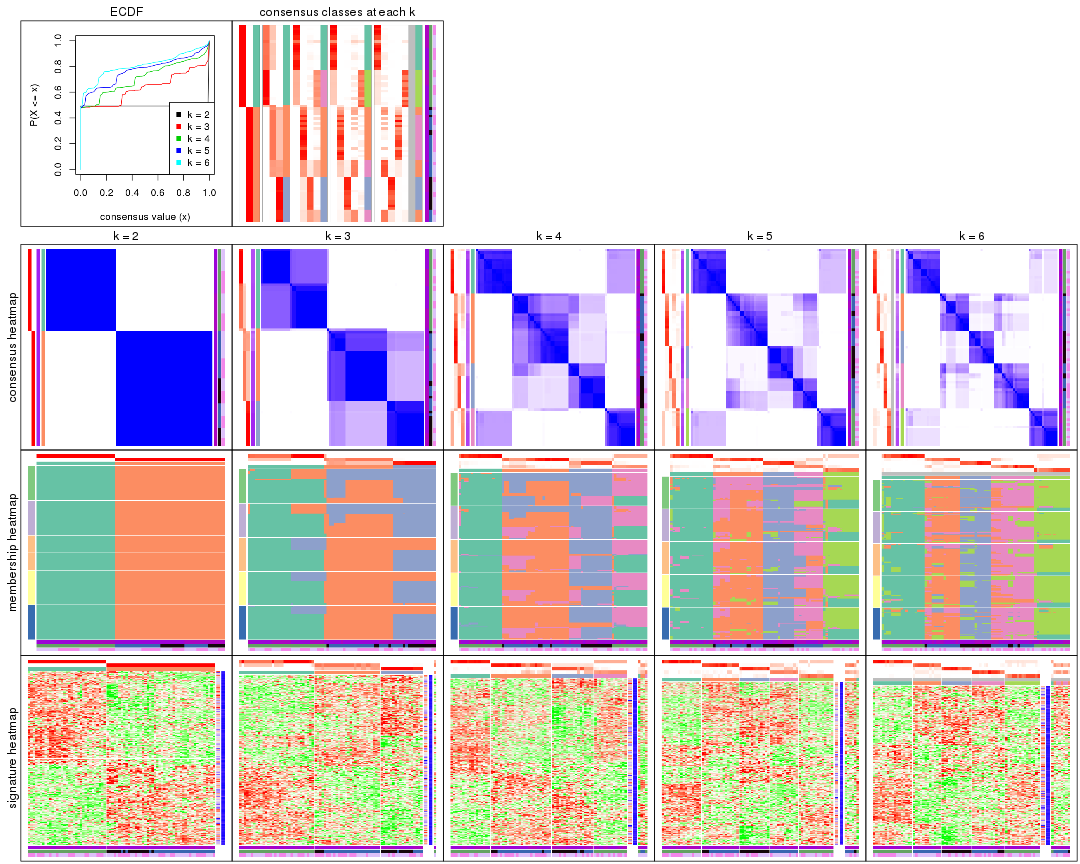 ECDF
consensus classes at each k
P(X <= x)
0.0
0.2
0.4
0.6
0.8
1.0
k = 2
k = 3
k = 4
k = 5
k = 6
0.0 0.2 0.4 0.6 0.8 1.0
consensus value (x)
k = 2
k = 3
k = 4
k = 5
k = 6
consensus heatmap
membership heatmap
signature heatmap